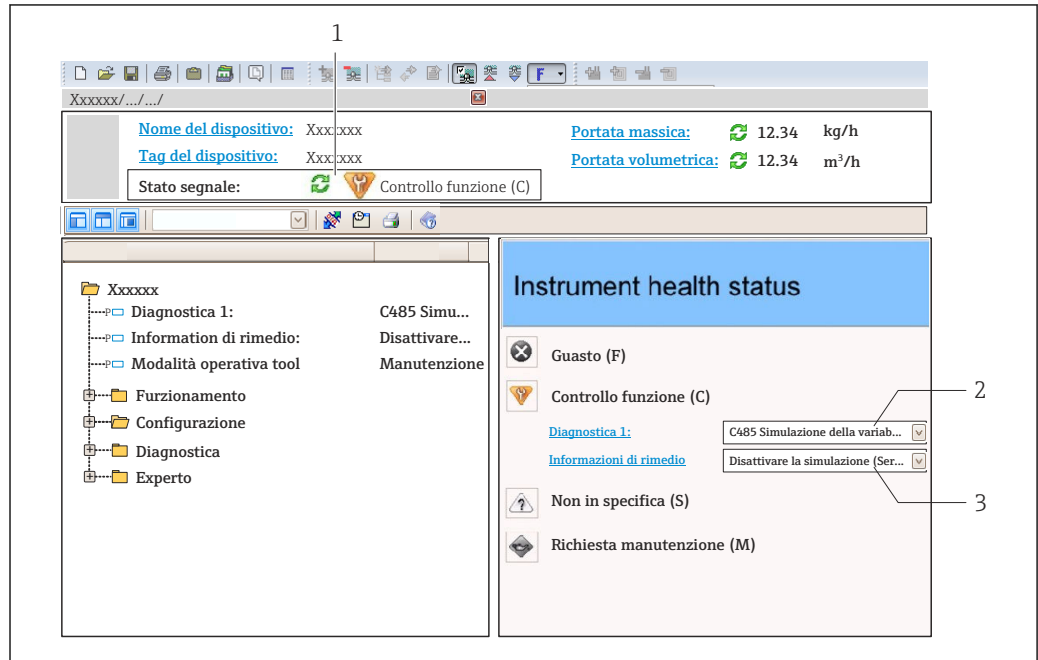 1
F
Xxxxxx/.../.../
Nome del dispositivo: Xxxxxxx Portata massica: 12.34 kg/h
Tag del dispositivo: Xxxxxxx Portata volumetrica: 12.34 m³/h
Stato segnale: Controllo funzione (C)
Xxxxxx
P Diagnostica 1: C485 Simu...
P Information di rimedio: Disattivare...
P Modalità operativa tool Manutenzione
Furzionamento
Configurazione
Diagnostica
Experto
Instrument health status
Guasto (F)
Controllo funzione (C)
2
Diagnostica 1: C485 Simulazione della variab...
Informazioni di rimedio Disattivare la simulazione (Ser...
Non in specifica (S)
3
Richiesta manutenzione (M)